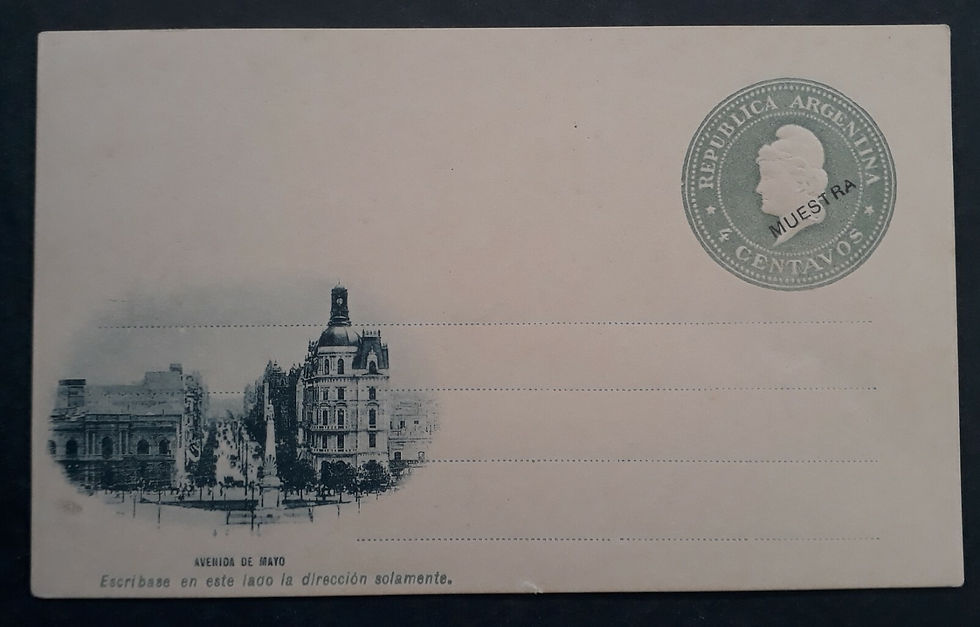 REPUBLICA ARGENTINA
MUESTRA
4 CENTAVOS
AVENIDA DE MAYO
Escríbase en este lado la dirección solamente.